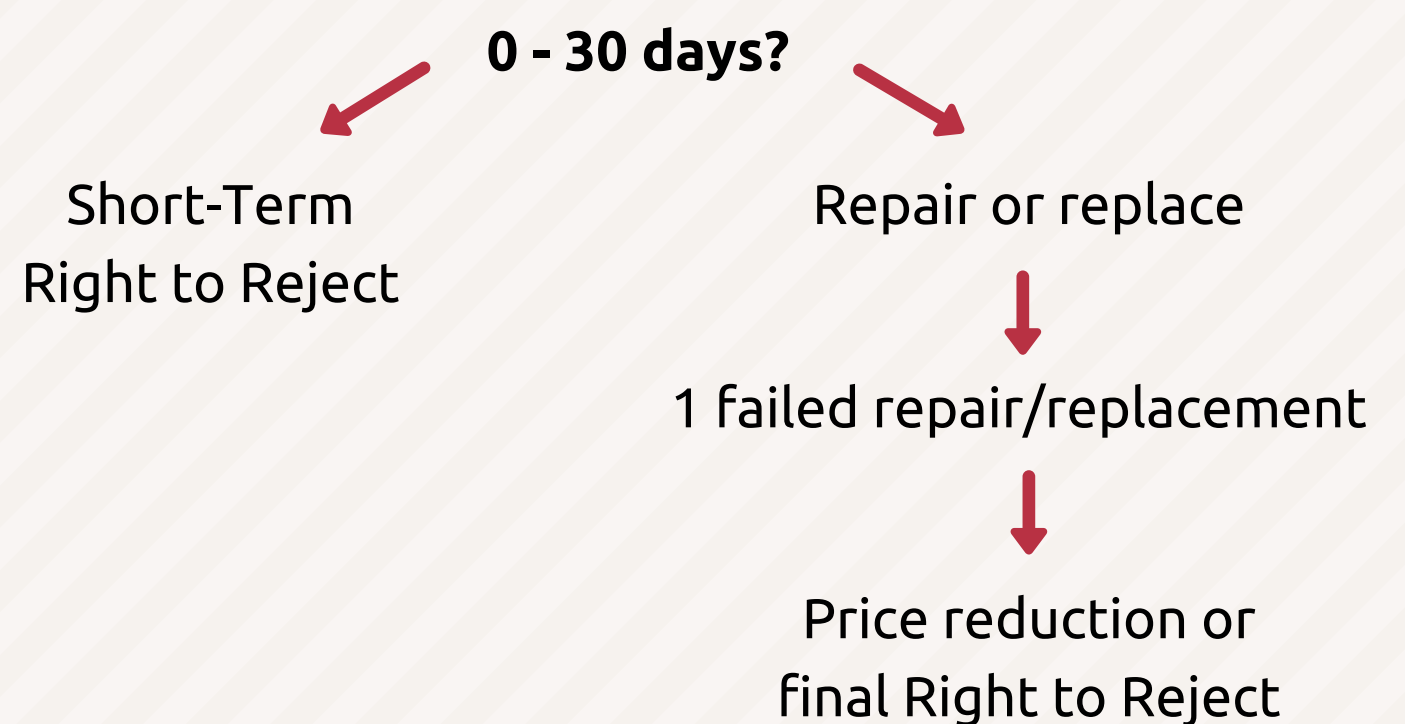 0 - 30 days?
Short-Term
Right to Reject
Repair or replace
1 failed repair/replacement
Price reduction or
final Right to Reject